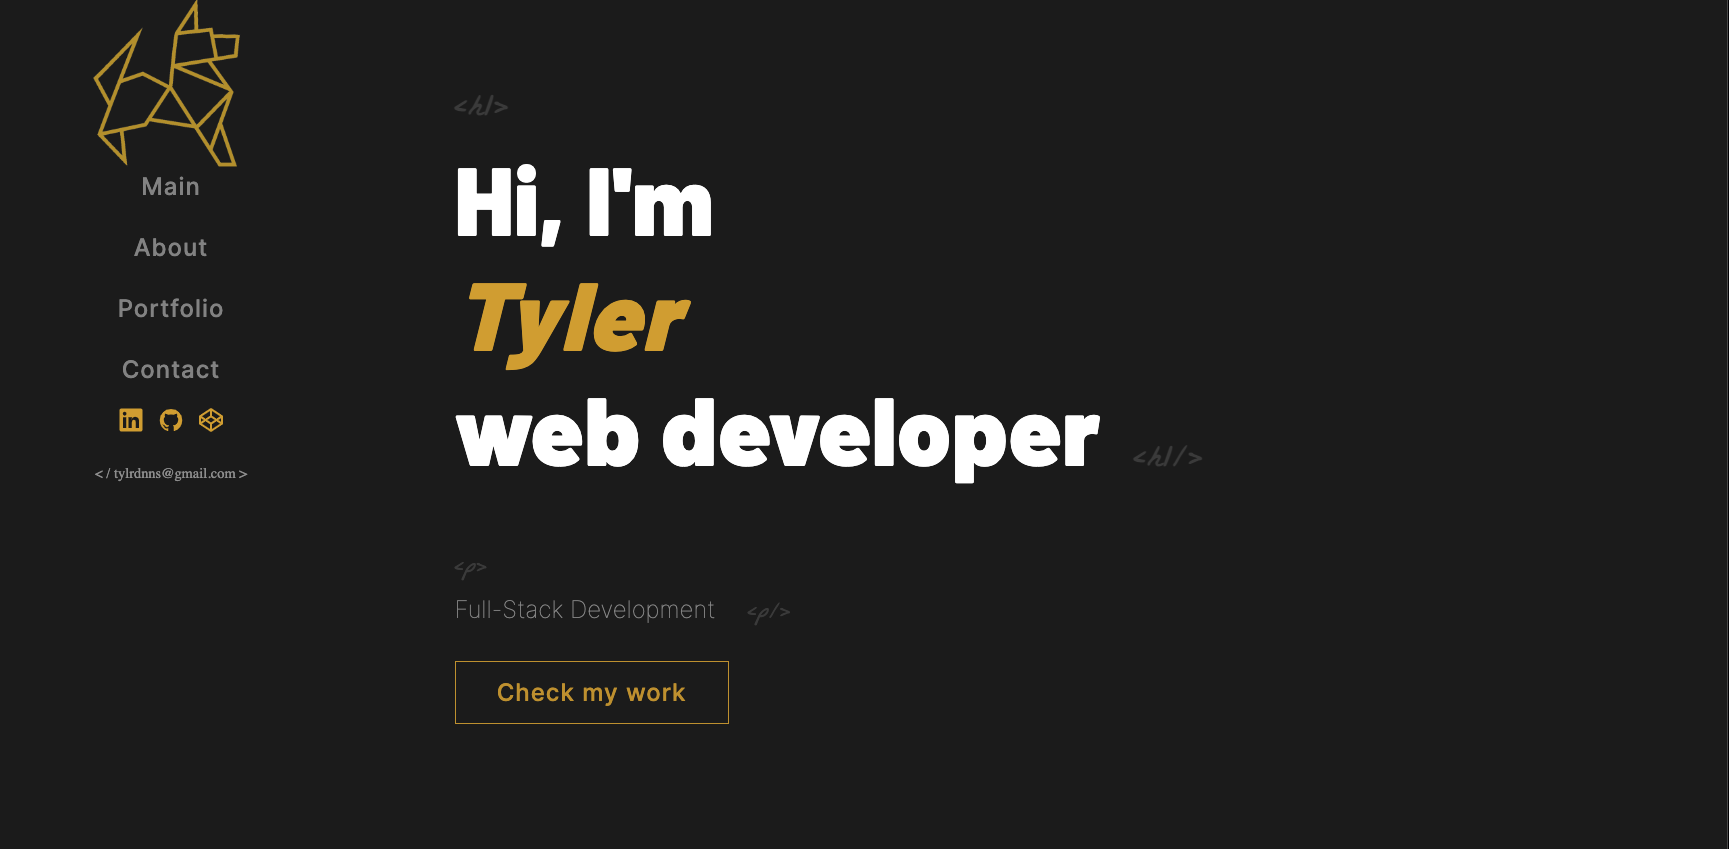 Main
About
Portfolio
Contact
in
</ tylrdnns@gmail.com >
<h1>
Hi, I'm
Tyler
web developer
<h1/>
<p>
Full-Stack Development
<p/>
Check my work